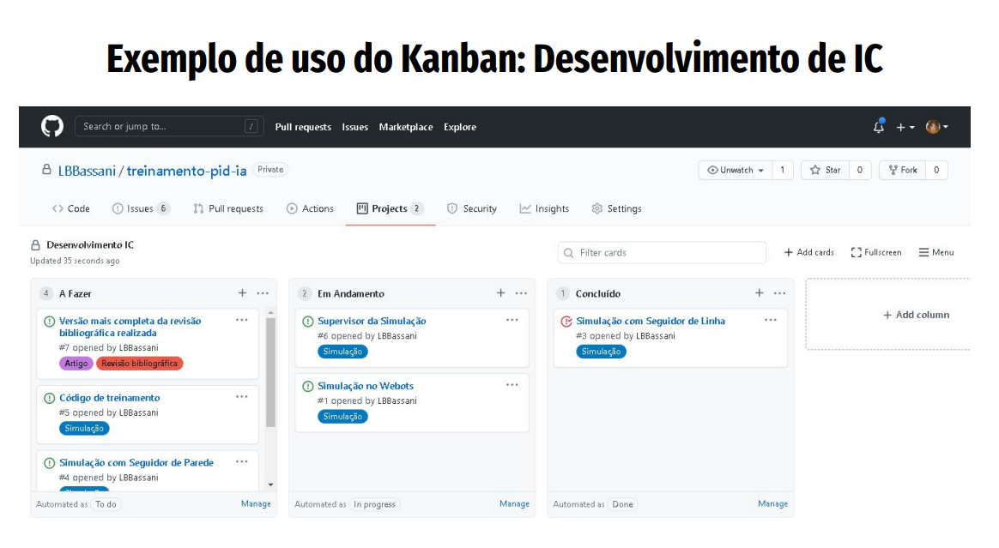 Exemplo de uso do Kanban: Desenvolvimento de IC
Search or jump to... / Pull requests Issues Marketplace Explore
LBBassani / treinamento-pid-ia Private Unwatch 1 Star 0 Fork 0
Code Issues 6 Pull requests Actions Projects 2 Security Insights Settings
Desenvolvimento IC
Updated 35 seconds ago
Filter cards Add cards Fullscreen Menu
4 A Fazer
Versão mais completa da revisão
bibliográfica realizada
#7 opened by LBBassani
Artigo Revisão bibliográfica
Código de treinamento
#5 opened by LBBassani
Simulação
Simulação com Seguidor de Parede
#4 opened by LBBassani
Automated as To do Manage
2 Em Andamento
Supervisor da Simulação
#6 opened by LBBassani
Simulação
Simulação no Webots
#1 opened by LBBassani
Simulação
Automated as In progress Manage
1 Concluído
Simulação com Seguidor de Linha
#3 opened by LBBassani
Simulação
Automated as Done Manage
+ Add column